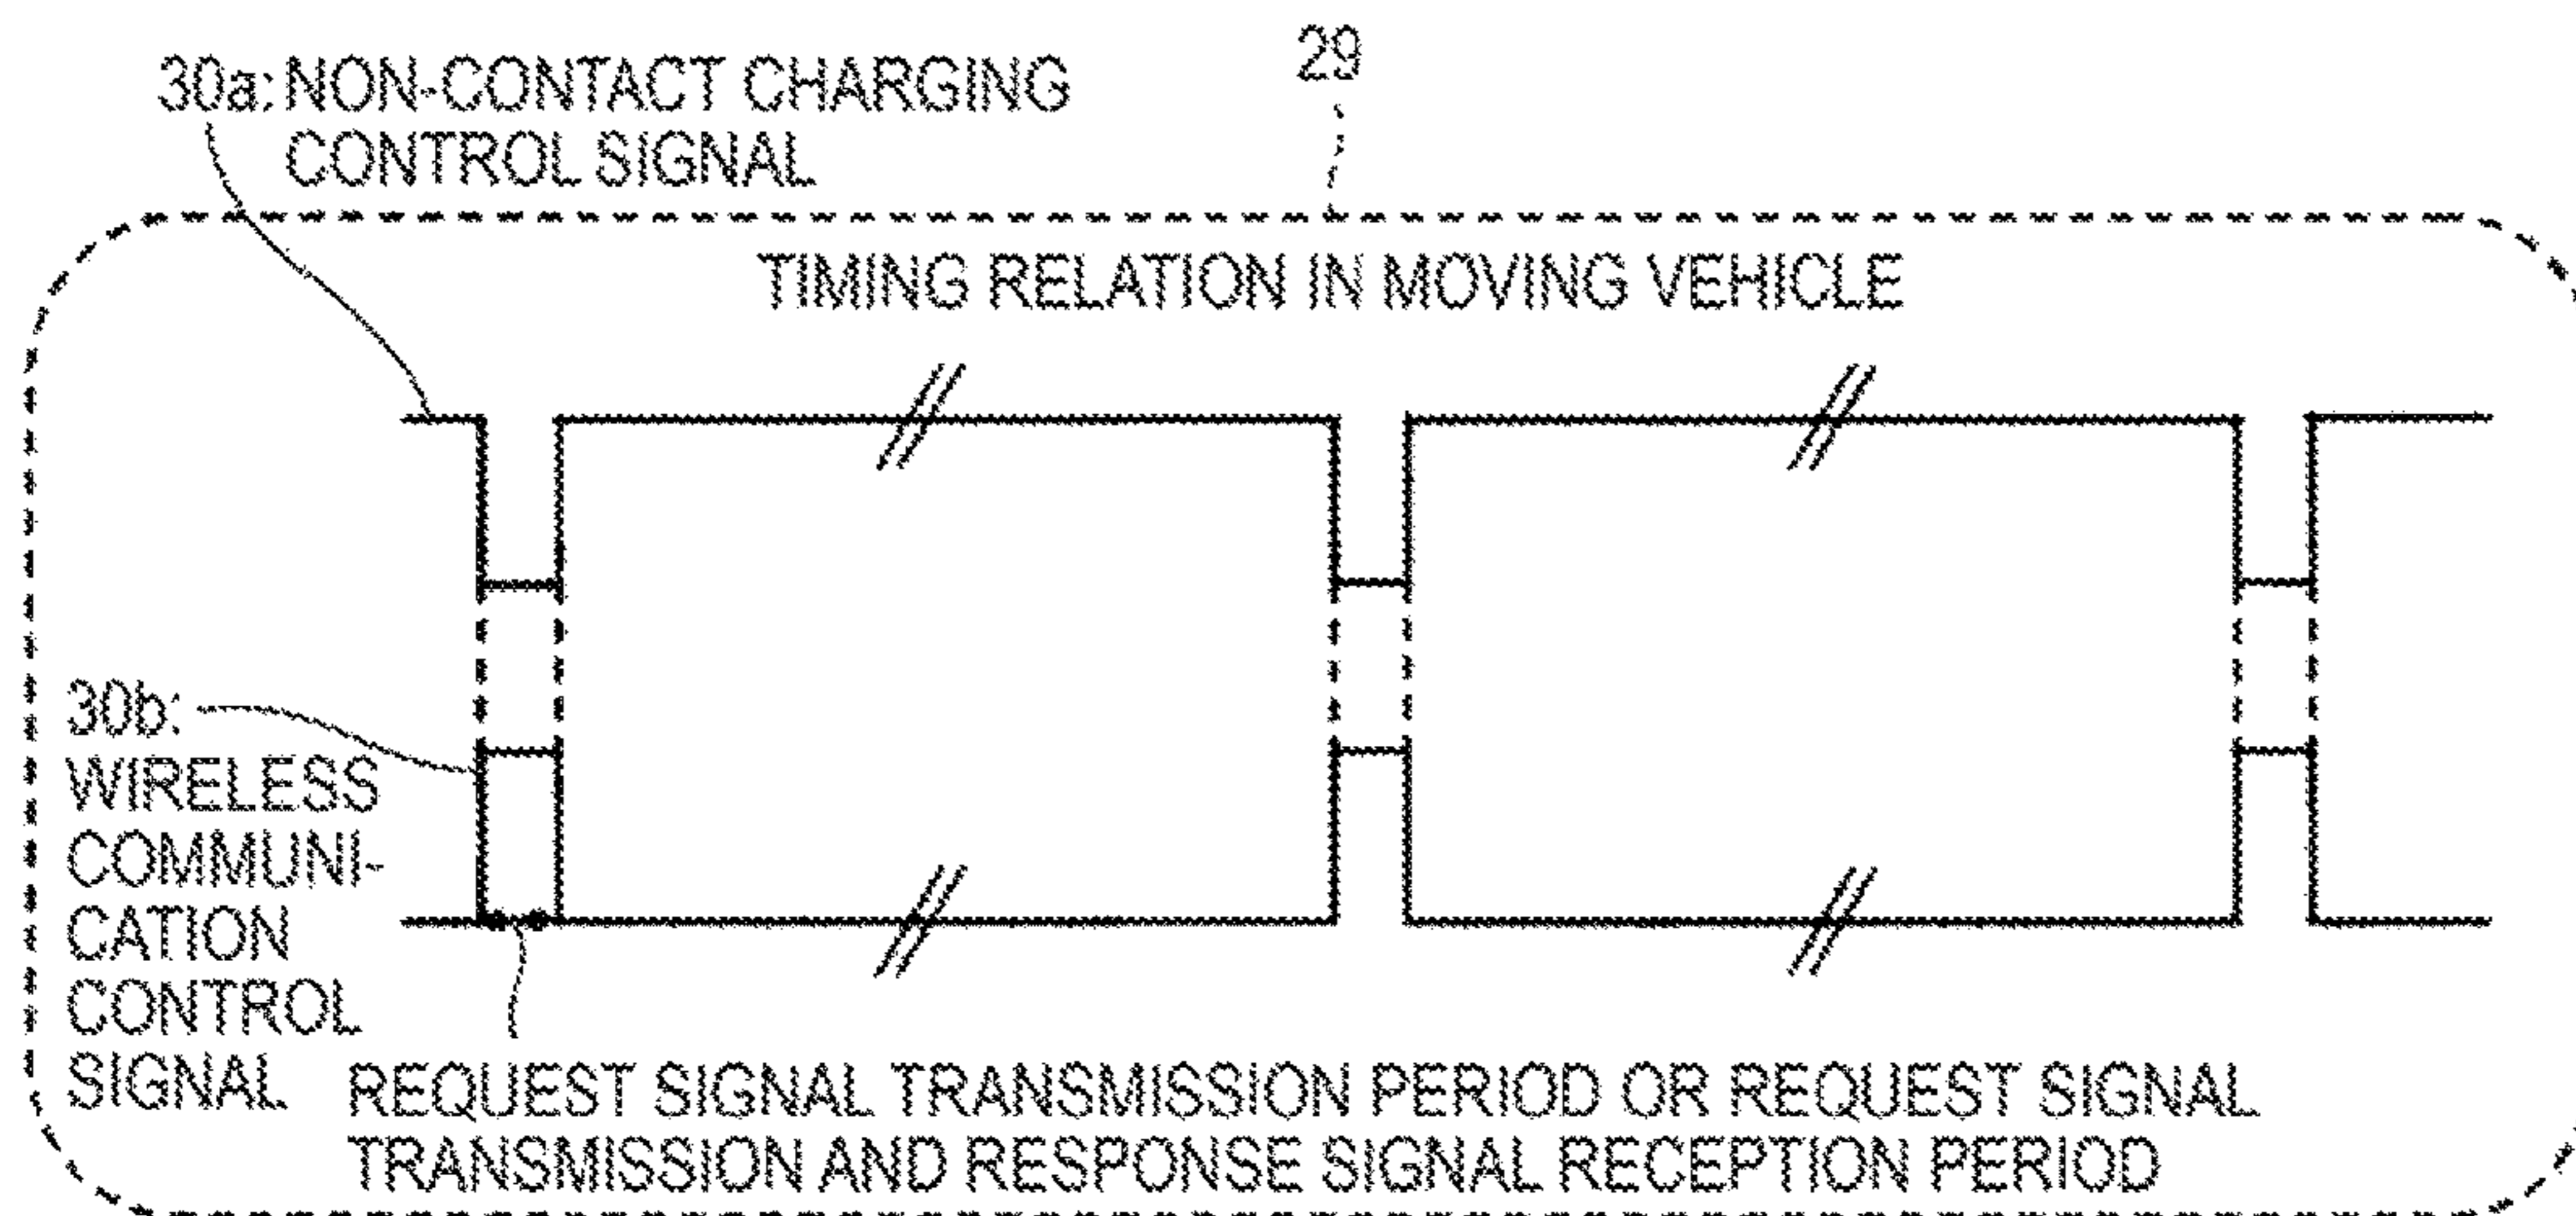 30a: NON-CONTACT CHARGING
CONTROL SIGNAL
29
TIMING RELATION IN MOVING VEHICLE
30b:
WIRELESS
COMMUNI-
CATION
CONTROL
SIGNAL
REQUEST SIGNAL TRANSMISSION PERIOD OR REQUEST SIGNAL
TRANSMISSION AND RESPONSE SIGNAL RECEPTION PERIOD